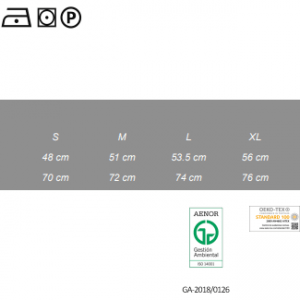 P
S M L XL
48 cm 51 cm 53.5 cm 56 cm
70 cm 72 cm 74 cm 76 cm
AENOR
Gestión
Ambiental
ISO 14001
OEKO-TEX®
STANDARD 100
GA-2018/0126